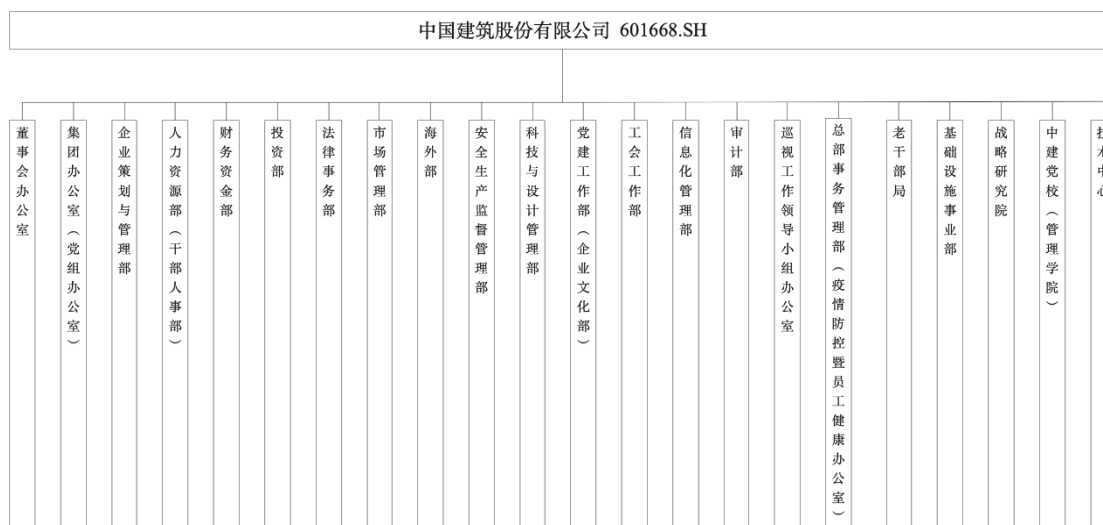 中国建筑股份有限公司 601668.SH
董事会办公室
集团办公室（党组办公室）
企业策划与管理部
人力资源部（干部人事部）
财务资金部
投资部
法律事务部
市场管理部
海外部
安全生产监督管理部
科技与设计管理部
党建工作部（企业文化部）
工会工作部
信息化管理部
审计部
巡视工作领导小组办公室
总部事务管理部（疫情防控暨员工健康办公室）
老干部局
基础设施事业部
战略研究院
中建党校（管理学院）
技术中心